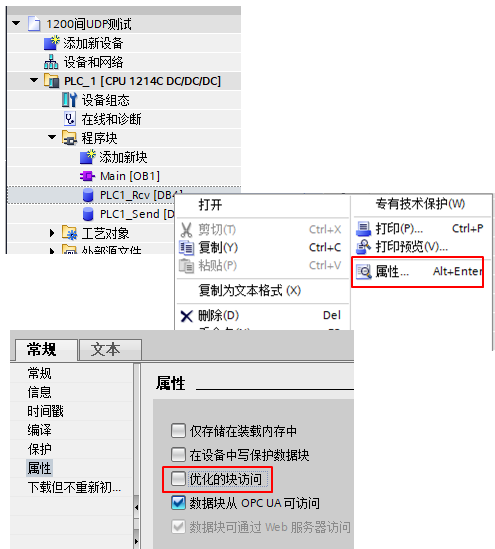 1200间UDP测试
添加新设备
设备和网络
PLC_1 [CPU 1214C DC/DC/DC]
设备组态
在线和诊断
程序块
添加新块
Main [OB1]
PLC1_Rcv [DB4]
PLC1_Send [D
工艺对象
外部源文件
打开
剪切(T) Ctrl+X
复制(Y) Ctrl+C
粘贴(P) Ctrl+V
复制为文本格式 (X)
删除(D) Del
专有技术保护(W)
打印(P)... Ctrl+P
打印预览(V)...
属性... Alt+Enter
常规 文本
常规
信息
时间戳
编译
保护
属性
下载但不重新初...
属性
仅存储在装载内存中
在设备中写保护数据块
优化的块访问
数据块从 OPC UA 可访问
数据块可通过 Web 服务器访问